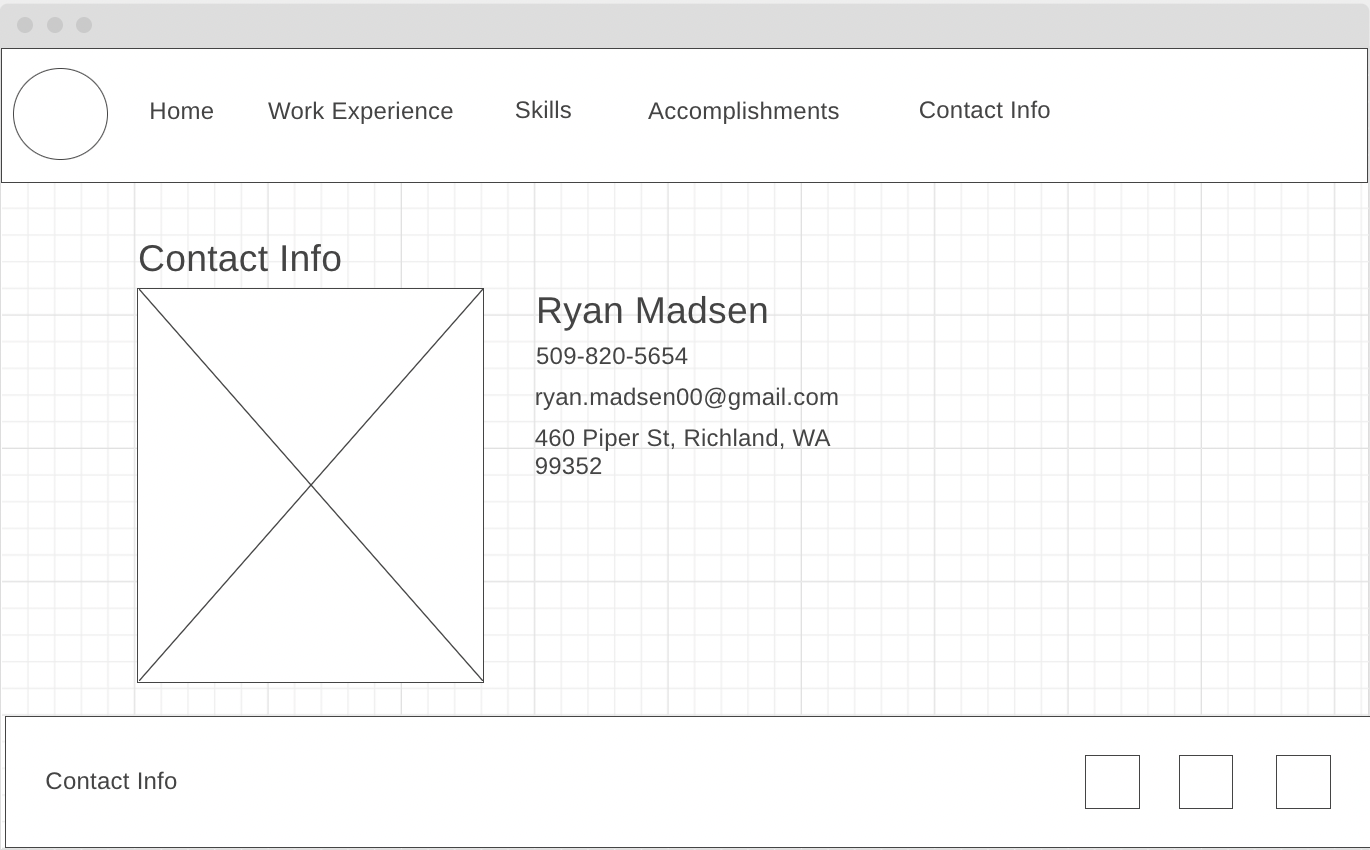 Home Work Experience Skills Accomplishments Contact Info
Contact Info
Ryan Madsen
509-820-5654
ryan.madsen00@gmail.com
460 Piper St, Richland, WA
99352
Contact Info